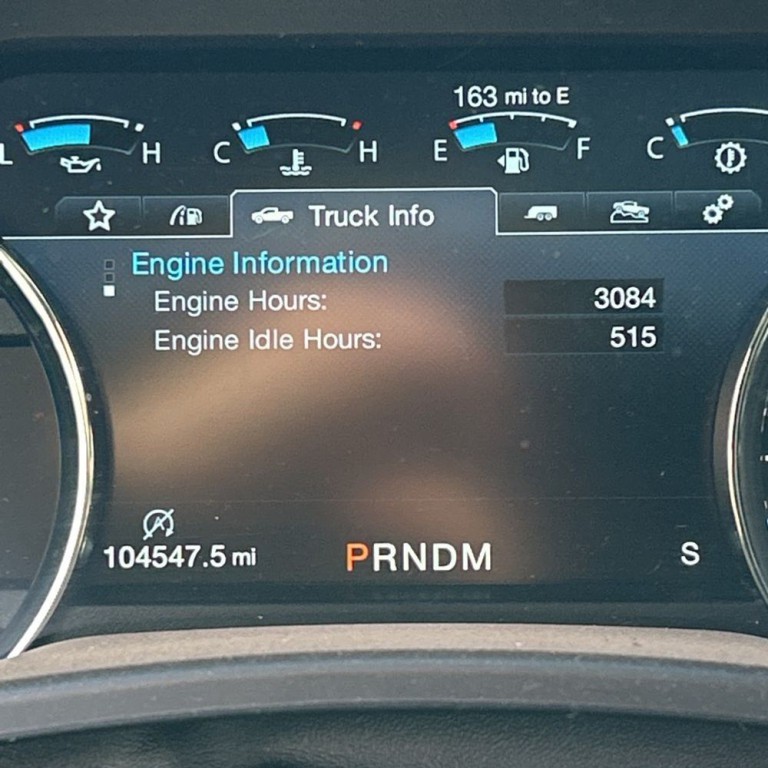 163 mi to E
L H C H E F C
Truck Info
Engine Information
Engine Hours: 3084
Engine Idle Hours: 515
104547.5 mi PRNDM S